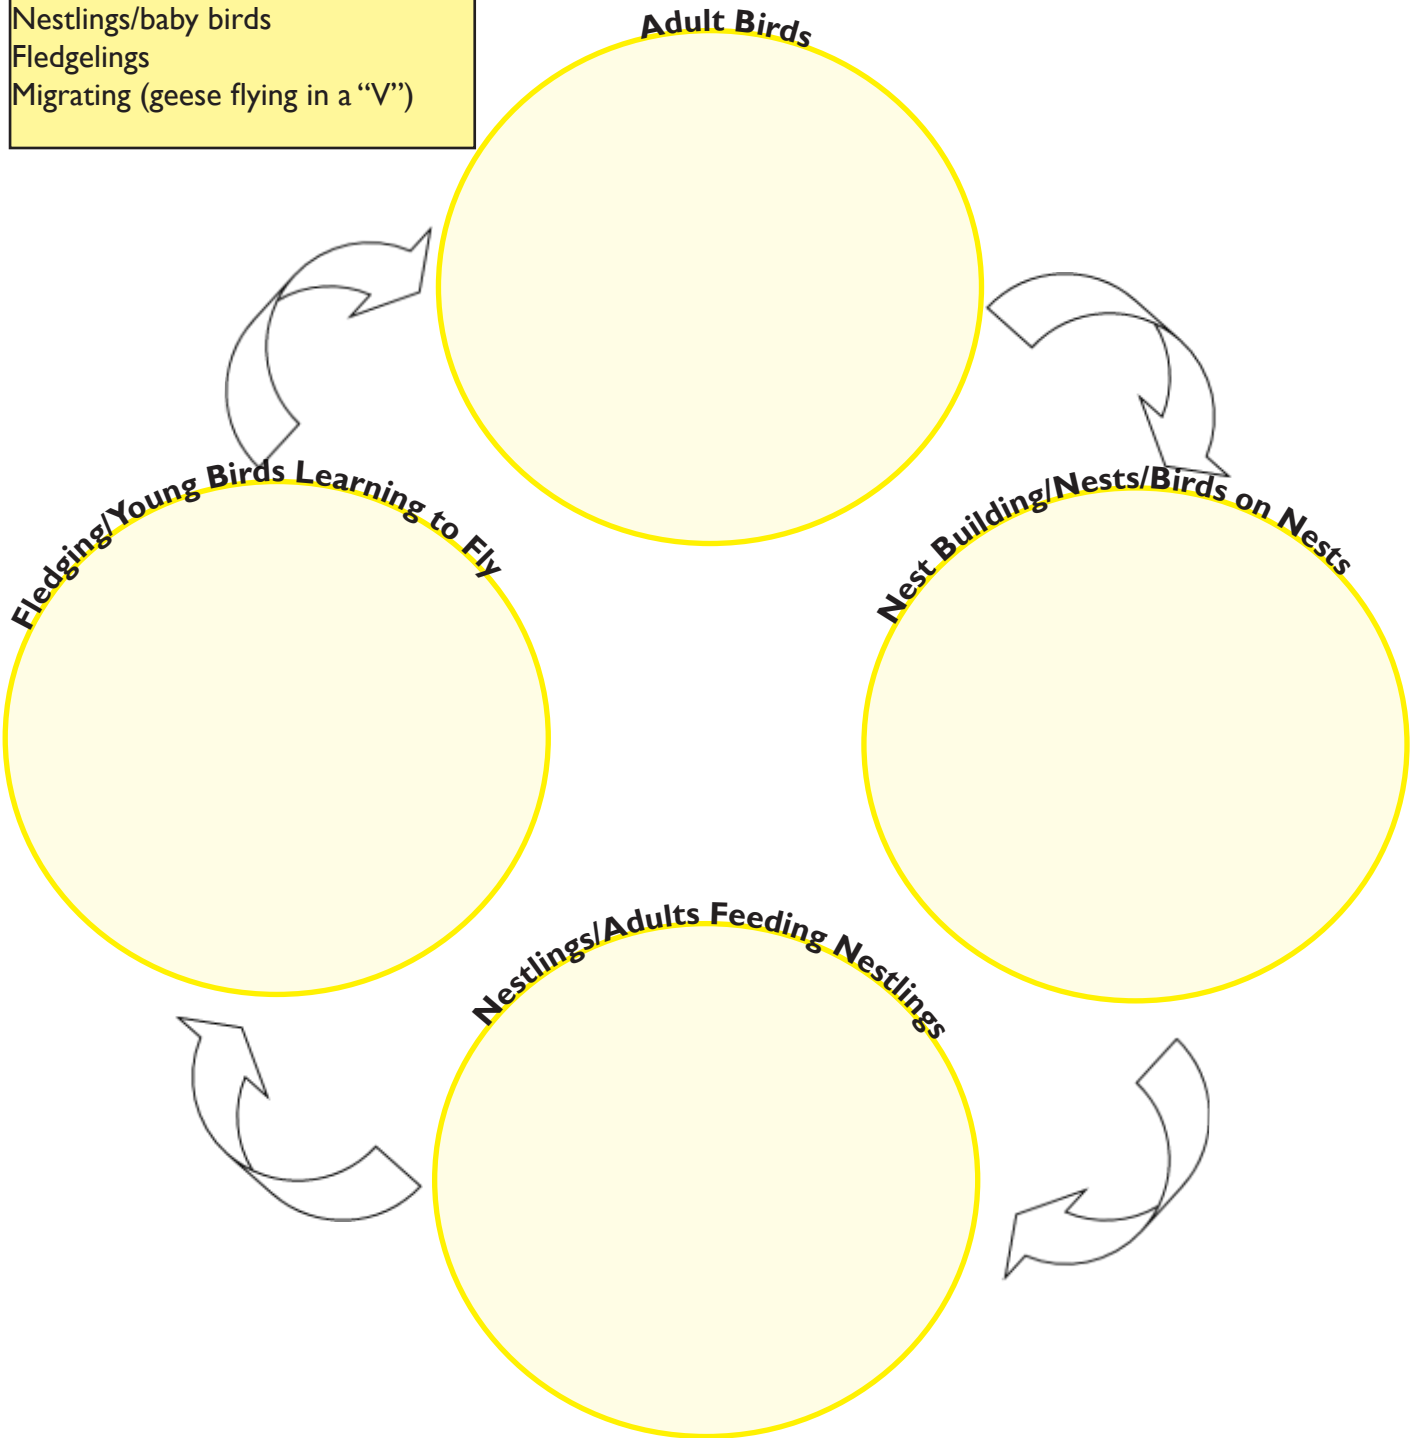 Nestlings/baby birds
Fledgelings
Migrating (geese flying in a “V”)
Adult Birds
Fledging/Young Birds Learning to Fly
Nest Building/Nests/Birds on Nests
Nestlings/Adults Feeding Nestlings